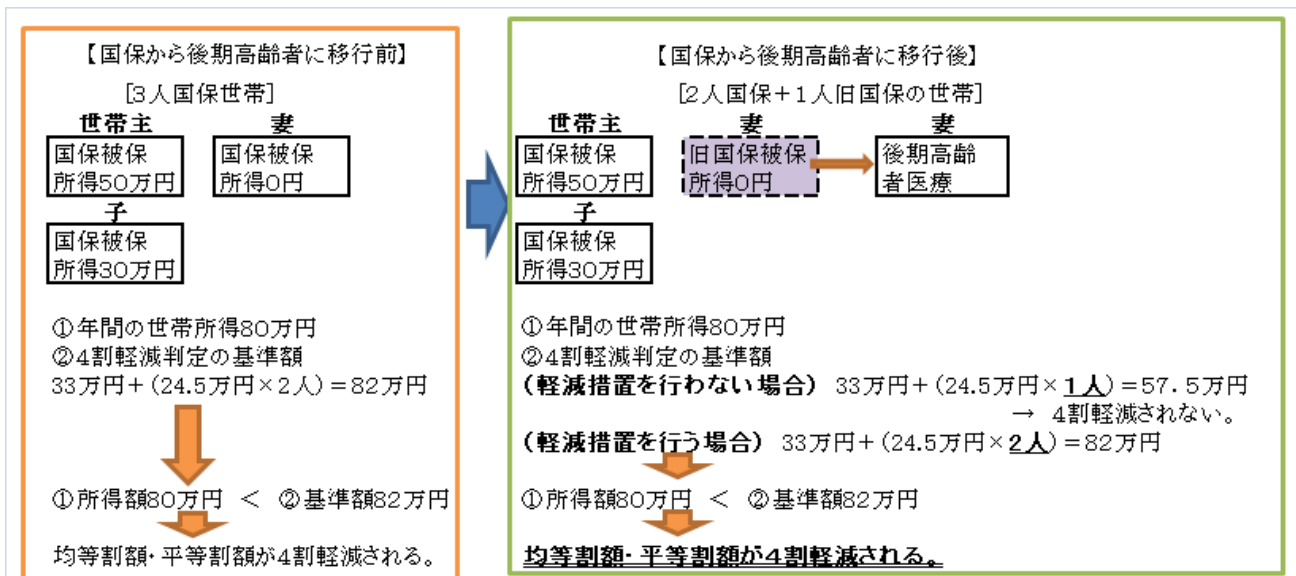 【国保から後期高齢者に移行前】
[3人国保世帯]
世帯主
妻
国保被保
所得50万円
国保被保
所得0円
子
国保被保
所得30万円
①年間の世帯所得80万円
②4割軽減判定の基準額
33万円+(24.5万円×2人)=82万円
①所得額80万円 < ②基準額82万円
均等割額・平等割額が4割軽減される。
【国保から後期高齢者に移行後】
[2人国保+1人旧国保の世帯]
世帯主
妻
妻
国保被保
所得50万円
旧国保被保
所得0円
後期高齢
者医療
子
国保被保
所得30万円
①年間の世帯所得80万円
②4割軽減判定の基準額
(軽減措置を行わない場合) 33万円+(24.5万円×1人)=57.5万円
→ 4割軽減されない。
(軽減措置を行う場合) 33万円+(24.5万円×2人)=82万円
①所得額80万円 < ②基準額82万円
均等割額・平等割額が4割軽減される。